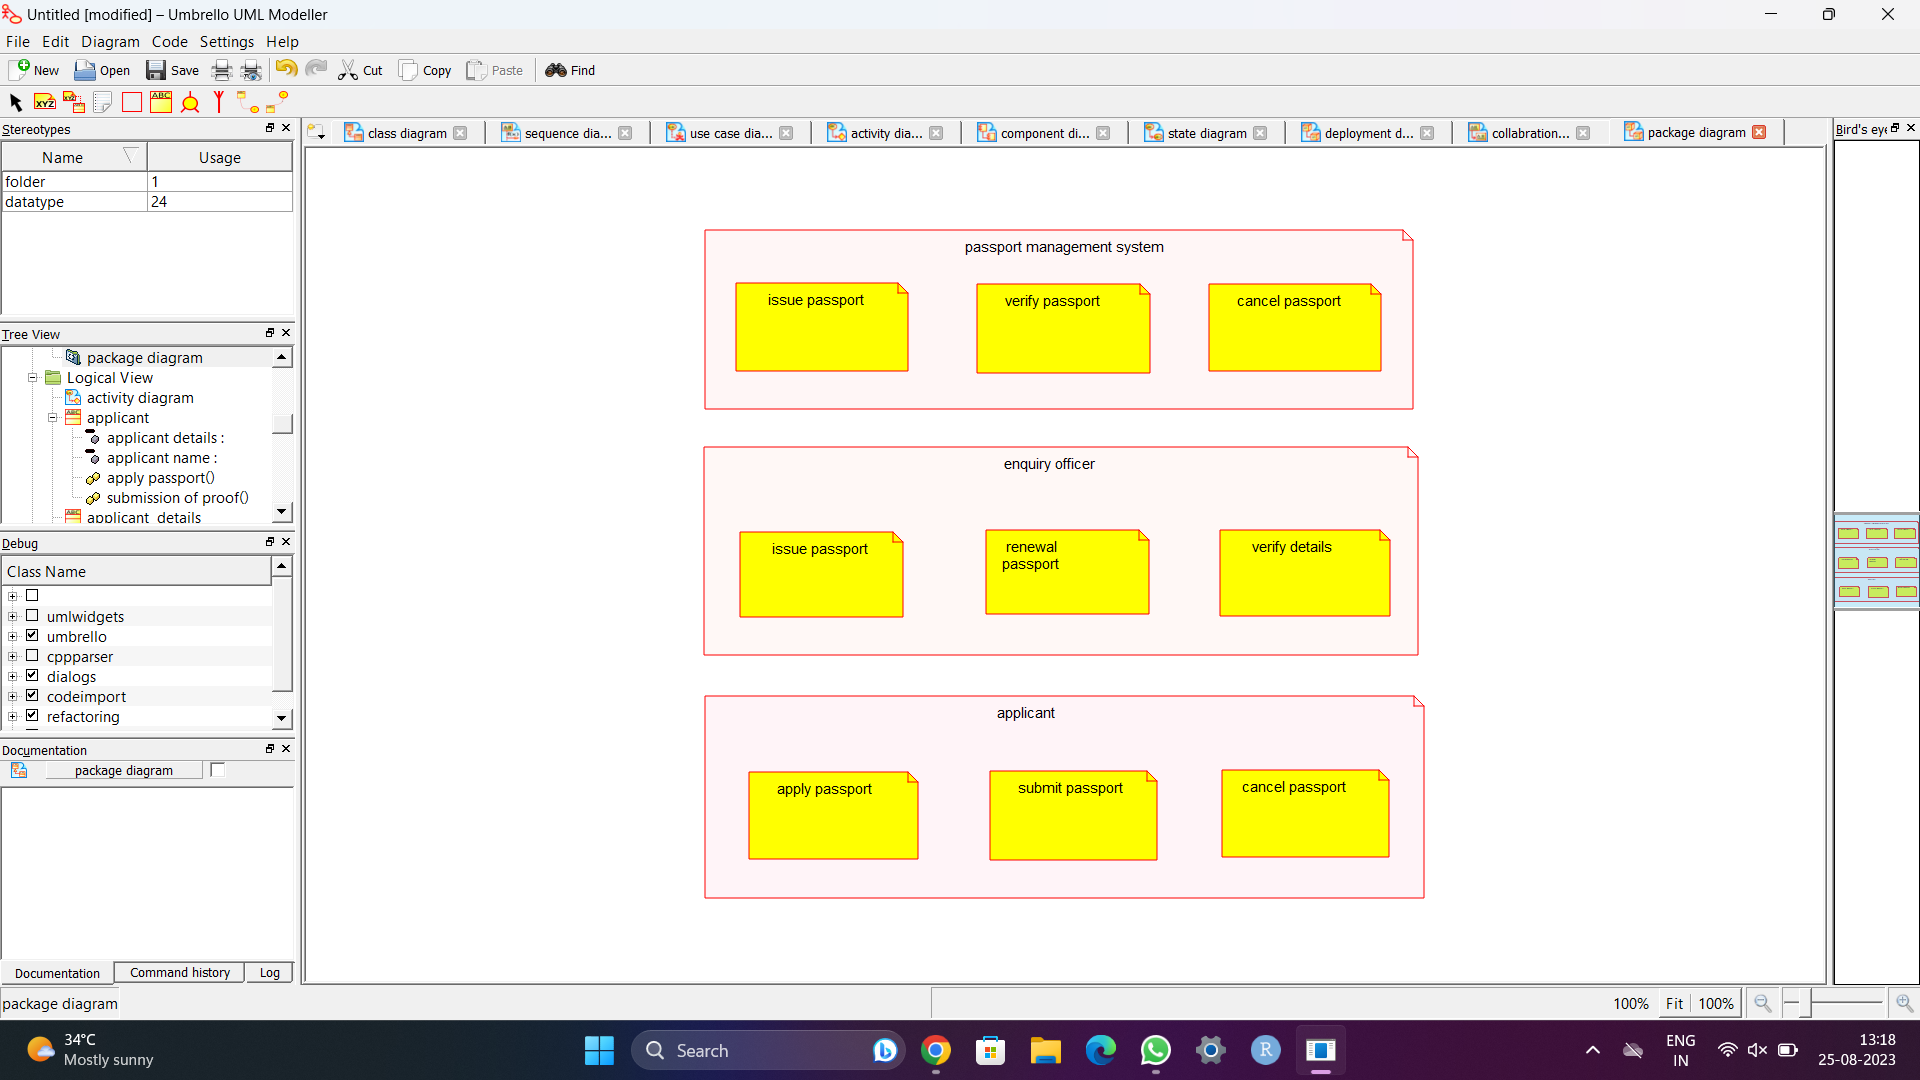 Untitled [modified] – Umbrello UML Modeller
File Edit Diagram Code Settings Help
New Open Save Cut Copy Paste Find
XYZ XYZ ABC
Stereotypes
Name Usage
folder 1
datatype 24
Tree View
package diagram
Logical View
activity diagram
applicant
applicant details :
applicant name :
apply passport()
submission of proof()
applicant_details
Debug
Class Name
umlwidgets
umbrello
cppparser
dialogs
codeimport
refactoring
Documentation
package diagram
Documentation Command history Log
package diagram
class diagram sequence dia... use case dia... activity dia... component di... state diagram deployment d... collabration... package diagram
passport management system
issue passport verify passport cancel passport
enquiry officer
issue passport renewal passport verify details
applicant
apply passport submit passport cancel passport
Bird's eye
100% Fit 100%
34°C
Mostly sunny
Search
R
ENG
IN
13:18
25-08-2023